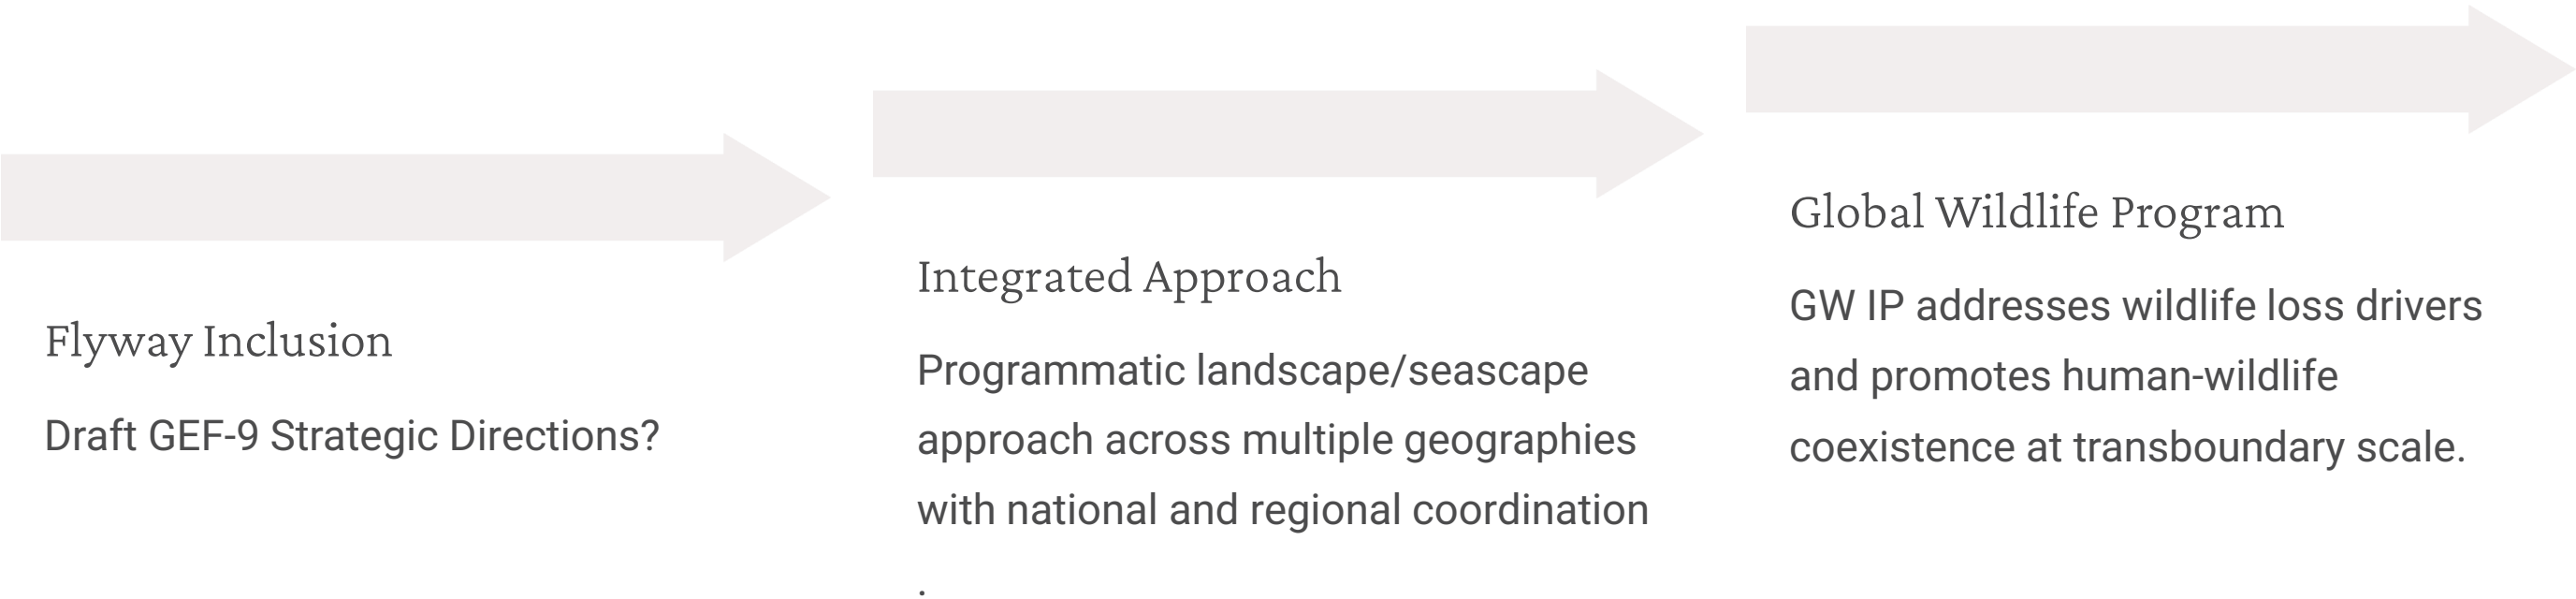 Flyway Inclusion
Draft GEF-9 Strategic Directions?
Integrated Approach
Programmatic landscape/seascape
approach across multiple geographies
with national and regional coordination
.
Global Wildlife Program
GW IP addresses wildlife loss drivers
and promotes human-wildlife
coexistence at transboundary scale.